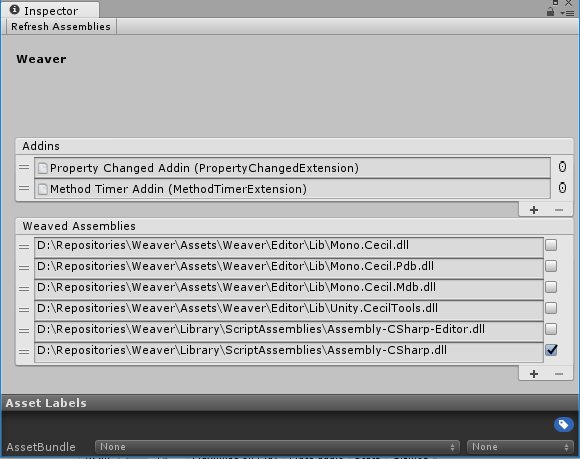 Inspector
Refresh Assemblies
Weaver
Addins
Property Changed Addin (PropertyChangedExtension)
Method Timer Addin (MethodTimerExtension)
Weaved Assemblies
D:\Repositories\Weaver\Assets\Weaver\Editor\Lib\Mono.Cecil.dll
D:\Repositories\Weaver\Assets\Weaver\Editor\Lib\Mono.Cecil.Pdb.dll
D:\Repositories\Weaver\Assets\Weaver\Editor\Lib\Mono.Cecil.Mdb.dll
D:\Repositories\Weaver\Assets\Weaver\Editor\Lib\Unity.CecilTools.dll
D:\Repositories\Weaver\Library\ScriptAssemblies\Assembly-CSharp-Editor.dll
D:\Repositories\Weaver\Library\ScriptAssemblies\Assembly-CSharp.dll
Asset Labels
AssetBundle None None